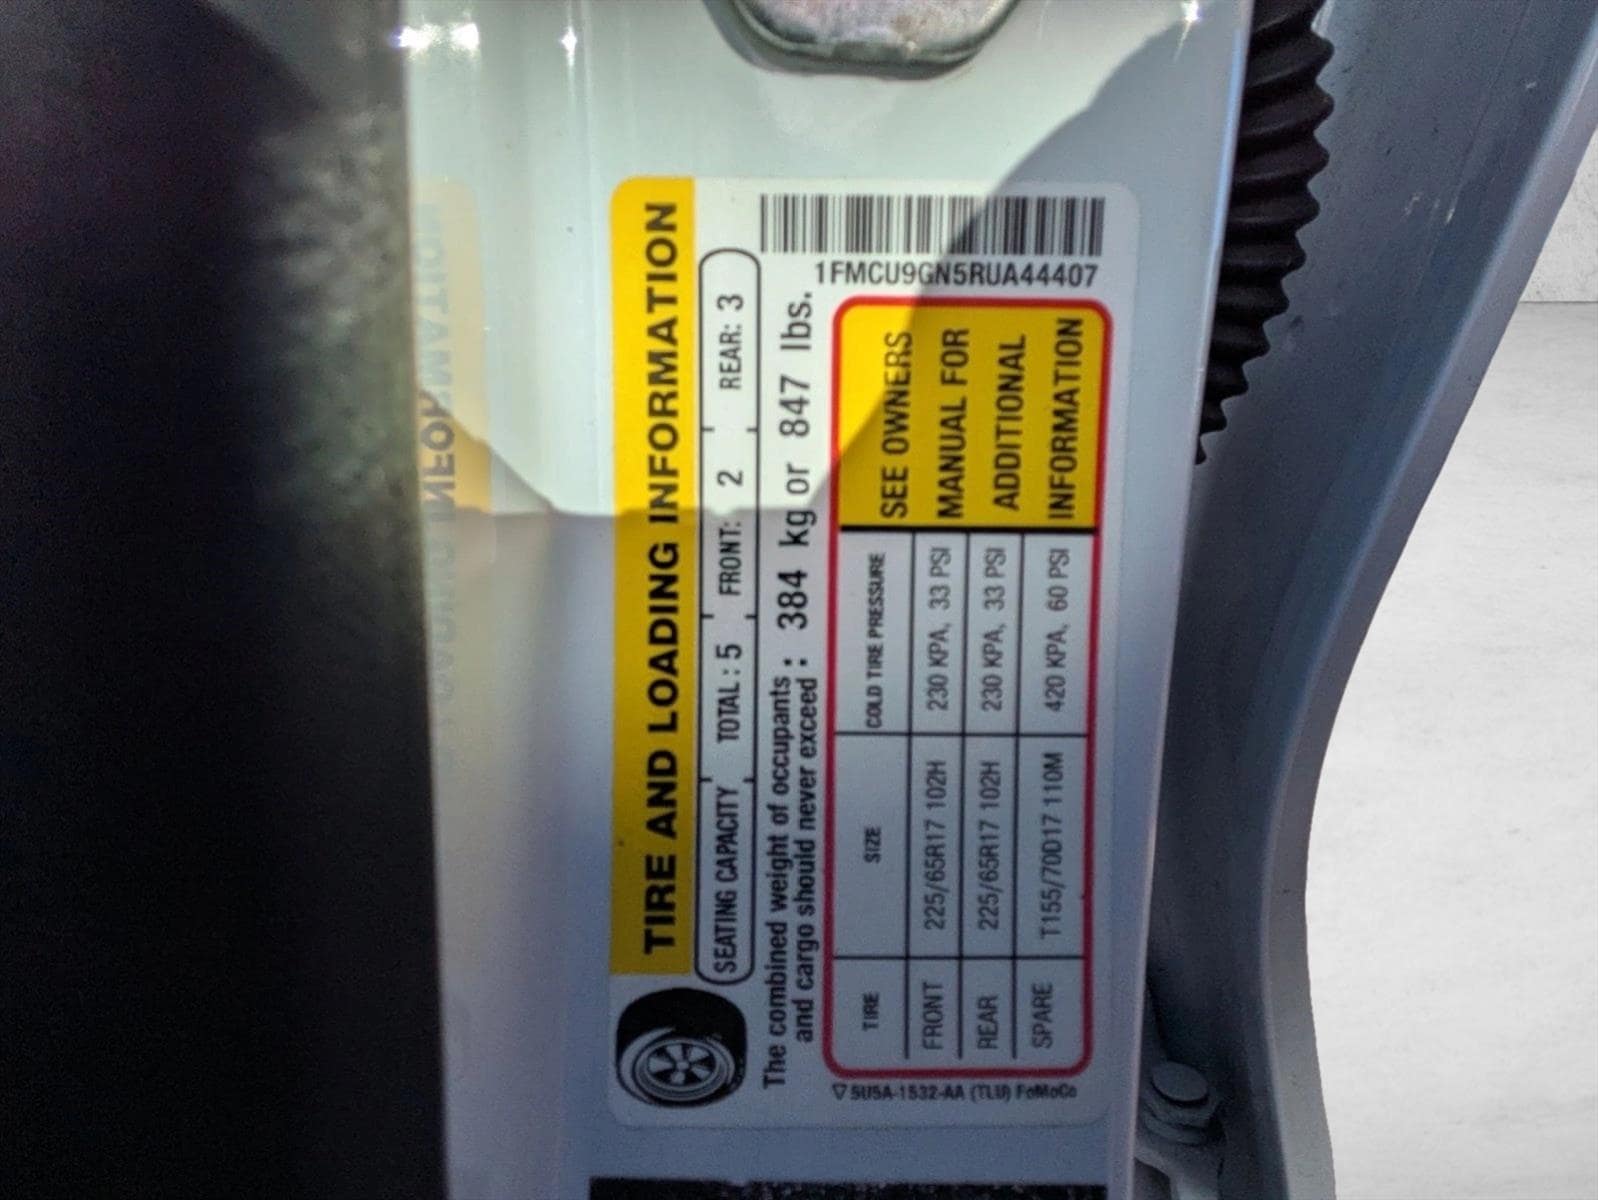 TIRE AND LOADING INFORMATION
SEATING CAPACITY TOTAL : 5 FRONT: 2 REAR: 3
The combined weight of occupants
and cargo should never exceed : 384 kg or 847 lbs.
1FMCU9GN5RUA44407
TIRE SIZE COLD TIRE PRESSURE
FRONT 225/65R17 102H 230 KPA, 33 PSI
REAR 225/65R17 102H 230 KPA, 33 PSI
SPARE T155/70D17 110M 420 KPA, 60 PSI
SEE OWNERS
MANUAL FOR
ADDITIONAL
INFORMATION
5U5A-1532-AA (TLU) FoMoCo